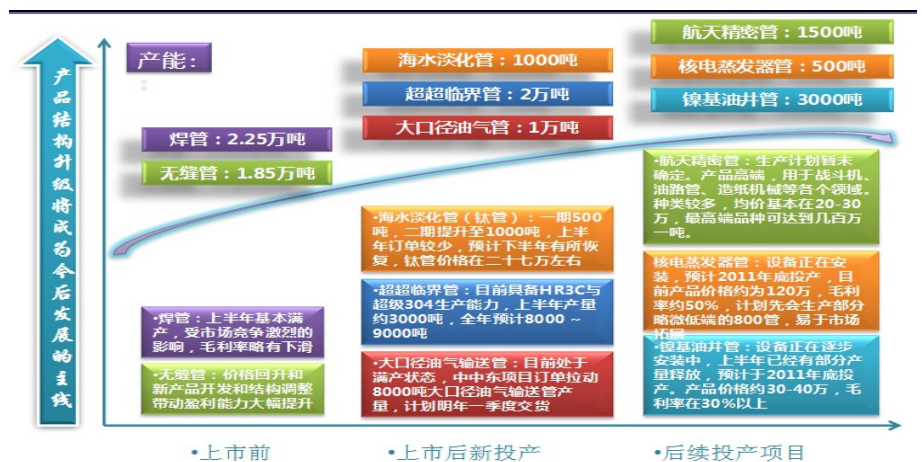 产品结构升级将成为今后发展的主线
产能:
:
焊管：2.25万吨
无缝管：1.85万吨
海水淡化管：1000吨
超超临界管：2万吨
大口径油气管：1万吨
航天精密管：1500吨
核电蒸发器管：500吨
镍基油井管：3000吨
•焊管：上半年基本满
产，受市场竞争激烈的
影响，毛利率略有下滑
•无缝管：价格回升和
新产品开发和结构调整
带动盈利能力大幅提升
•海水淡化管（钛管）：一期500
吨，二期提升至1000吨，上半
年订单较少，预计下半年有所恢
复，钛管价格在二十七万左右
•超超临界管：目前具备HR3C与
超级304生产能力，上半年产量
约3000吨，全年预计8000～
9000吨
•大口径油气输送管：目前处于
满产状态，中中东项目订单拉动
8000吨大口径油气输送管产
量，计划明年一季度交货
•航天精密管：生产计划暂未
确定。产品高端，用于战斗机、
油路管、造纸机械等各个领域。
种类较多，均价基本在20-30
万，最高端品种可达到几百万
一吨。
核电蒸发器管：设备正在安
装，预计2011年底投产，目
前产品价格约为120万，毛利
率约50%，计划先会生产部分
略微低端的800管，易于市场
拓展
•镍基油井管：设备正在逐步
安装中，上半年已经有部分产
量释放，预计于2011年底投
产。产品价格约30-40万，毛
利率在30%以上
•上市前
•上市后新投产
•后续投产项目